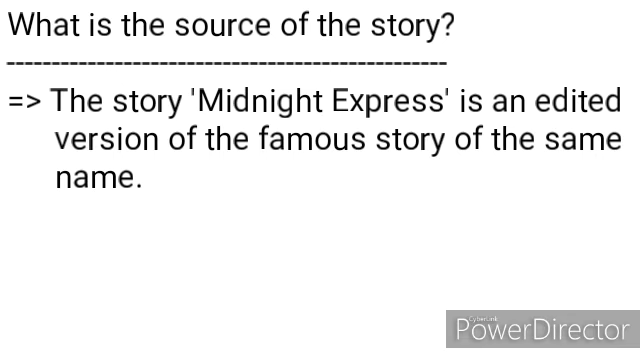 What is the source of the story?
-------------------------------------------------
=> The story 'Midnight Express' is an edited
version of the famous story of the same
name.
CyberLink
PowerDirector